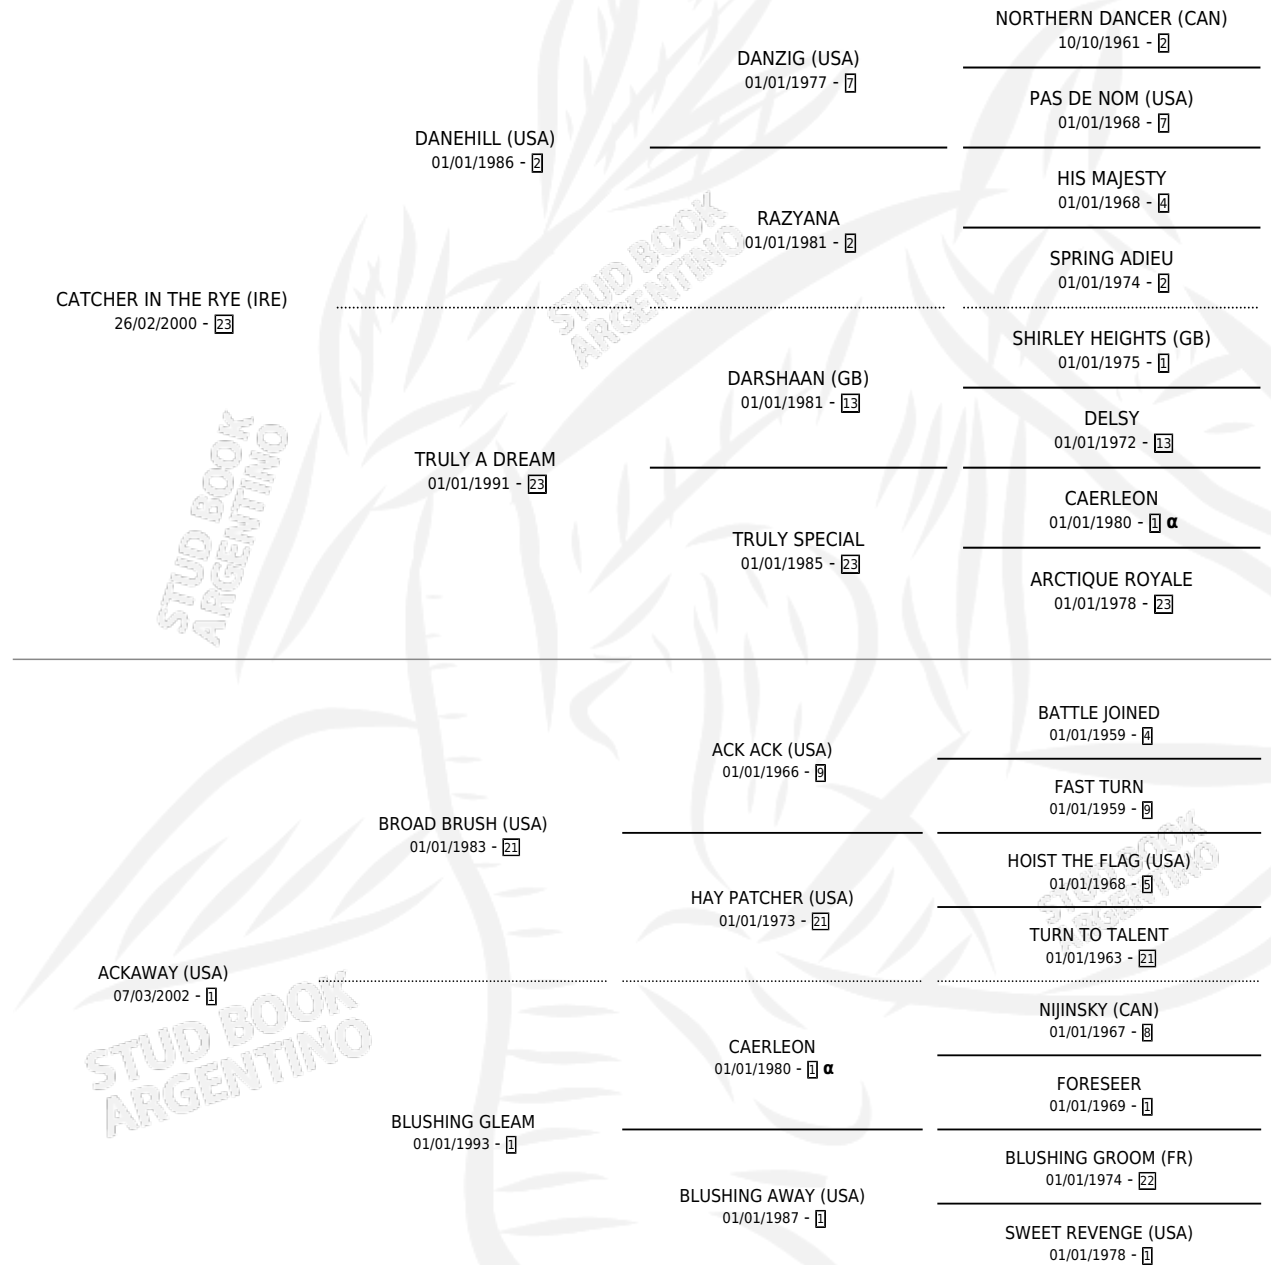 NORTHERN DANCER (CAN)
10/10/1961 - 2
DANZIG (USA)
01/01/1977 - 7
PAS DE NOM (USA)
01/01/1968 - 7
DANEHILL (USA)
01/01/1986 - 2
HIS MAJESTY
01/01/1968 - 4
RAZYANA
01/01/1981 - 2
SPRING ADIEU
01/01/1974 - 2
CATCHER IN THE RYE (IRE)
26/02/2000 - 23
SHIRLEY HEIGHTS (GB)
01/01/1975 - 1
DARSHAAN (GB)
01/01/1981 - 13
DELSY
01/01/1972 - 13
TRULY A DREAM
01/01/1991 - 23
CAERLEON
01/01/1980 - 1 α
TRULY SPECIAL
01/01/1985 - 23
ARCTIQUE ROYALE
01/01/1978 - 23
BATTLE JOINED
01/01/1959 - 4
ACK ACK (USA)
01/01/1966 - 9
FAST TURN
01/01/1959 - 9
BROAD BRUSH (USA)
01/01/1983 - 21
HOIST THE FLAG (USA)
01/01/1968 - 5
HAY PATCHER (USA)
01/01/1973 - 21
TURN TO TALENT
01/01/1963 - 21
ACKAWAY (USA)
07/03/2002 - 1
NIJINSKY (CAN)
01/01/1967 - 8
CAERLEON
01/01/1980 - 1 α
FORESEER
01/01/1969 - 1
BLUSHING GLEAM
01/01/1993 - 1
BLUSHING GROOM (FR)
01/01/1974 - 22
BLUSHING AWAY (USA)
01/01/1987 - 1
SWEET REVENGE (USA)
01/01/1978 - 1
STUD BOOK
ARGENTINO
STUD BOOK
ARGENTINO
STUD BOOK
ARGENTINO
STUD BOOK
ARGENTINO